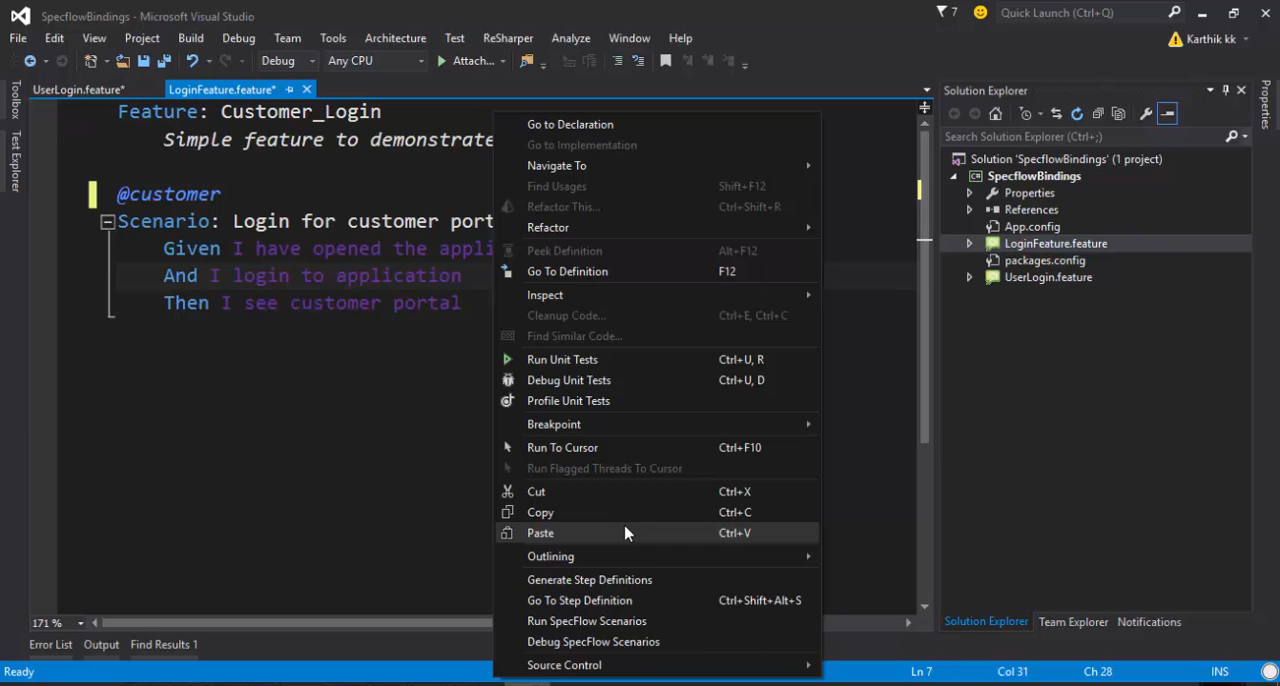 SpecflowBindings - Microsoft Visual Studio
7
Quick Launch (Ctrl+Q)
File Edit View Project Build Debug Team Tools Architecture Test ReSharper Analyze Window Help
Karthik kk
Debug Any CPU Attach...
Toolbox
Test Explorer
UserLogin.feature*
LoginFeature.feature*
Feature: Customer_Login
Simple feature to demonstrate
@customer
Scenario: Login for customer port
Given I have opened the appli
And I login to application
Then I see customer portal
Go to Declaration
Go to Implementation
Navigate To
Find Usages Shift+F12
Refactor This... Ctrl+Shift+R
Refactor
Peek Definition Alt+F12
Go To Definition F12
Inspect
Cleanup Code... Ctrl+E, Ctrl+C
Find Similar Code...
Run Unit Tests Ctrl+U, R
Debug Unit Tests Ctrl+U, D
Profile Unit Tests
Breakpoint
Run To Cursor Ctrl+F10
Run Flagged Threads To Cursor
Cut Ctrl+X
Copy Ctrl+C
Paste Ctrl+V
Outlining
Generate Step Definitions
Go To Step Definition Ctrl+Shift+Alt+S
Run SpecFlow Scenarios
Debug SpecFlow Scenarios
Source Control
Solution Explorer
Search Solution Explorer (Ctrl+;)
Solution 'SpecflowBindings' (1 project)
SpecflowBindings
Properties
References
App.config
LoginFeature.feature
packages.config
UserLogin.feature
Properties
171 %
Solution Explorer Team Explorer Notifications
Error List Output Find Results 1
Ready Ln 7 Col 31 Ch 28 INS